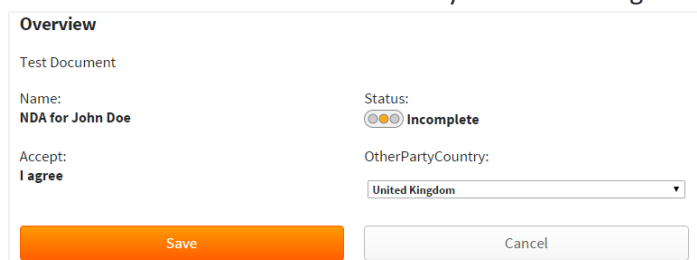 Overview
Test Document
Name:
NDA for John Doe
Status:
Incomplete
Accept:
I agree
OtherPartyCountry:
United Kingdom
Save
Cancel